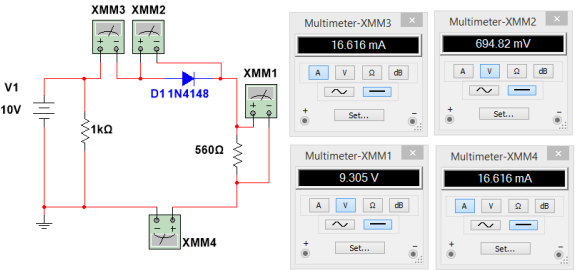 XMM3 XMM2
XMM1
V1
10V
D1 1N4148
1kΩ
560Ω
XMM4
Multimeter-XMM3
16.616 mA
A V Ω dB
Set...
+ -
Multimeter-XMM2
694.82 mV
A V Ω dB
Set...
+ -
Multimeter-XMM1
9.305 V
A V Ω dB
Set...
+ -
Multimeter-XMM4
16.616 mA
A V Ω dB
Set...
+ -